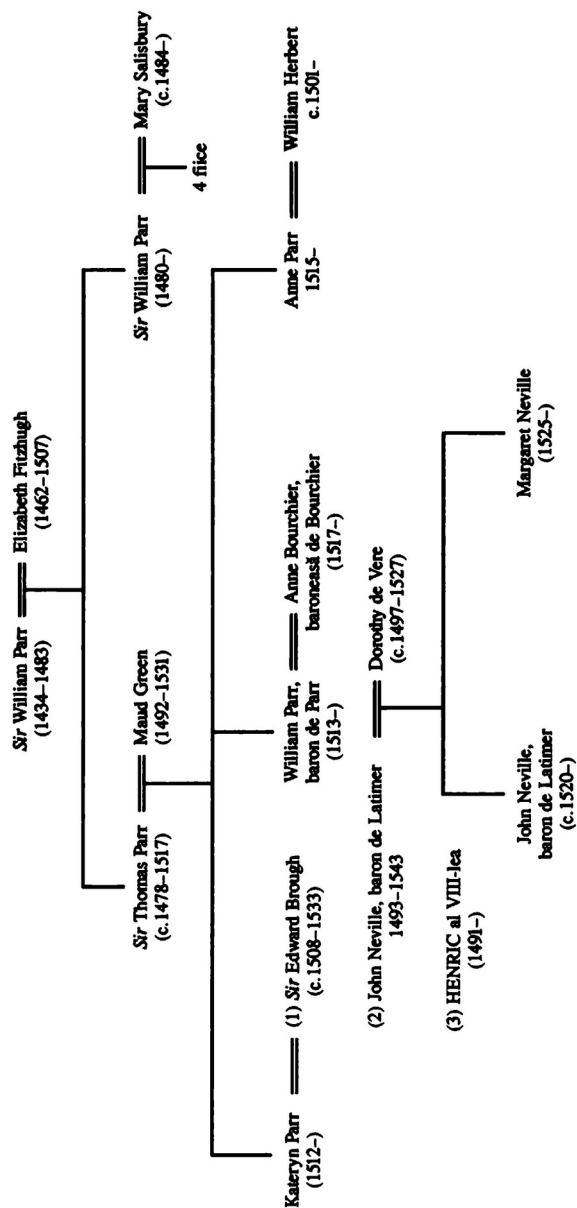 Sir William Parr
(1434–1483)
Elizabeth Fitzhugh
(1462–1507)
Sir Thomas Parr
(c.1478–1517)
Maud Green
(1492–1531)
Sir William Parr
(1480–)
Mary Salisbury
(c.1484–)
4 fiice
Kateryn Parr
(1512–)
(1) Sir Edward Brough
(c.1508–1533)
William Parr,
baron de Parr
(1513–)
Anne Bourchier,
baroneasă de Bourchier
(1517–)
Anne Parr
1515–
William Herbert
c.1501–
(2) John Neville, baron de Latimer
1493–1543
Dorothy de Vere
(c.1497–1527)
(3) HENRIC al VIII-lea
(1491–)
John Neville,
baron de Latimer
(c.1520–)
Margaret Neville
(1525–)